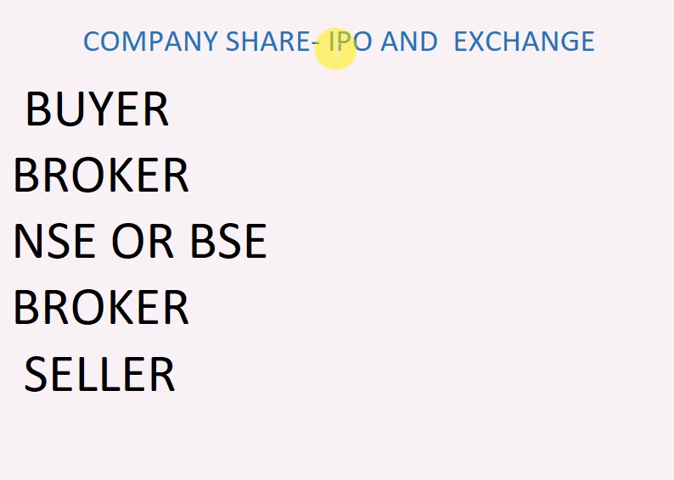 COMPANY SHARE- IPO AND  EXCHANGE
BUYER
BROKER
NSE OR BSE
BROKER
SELLER